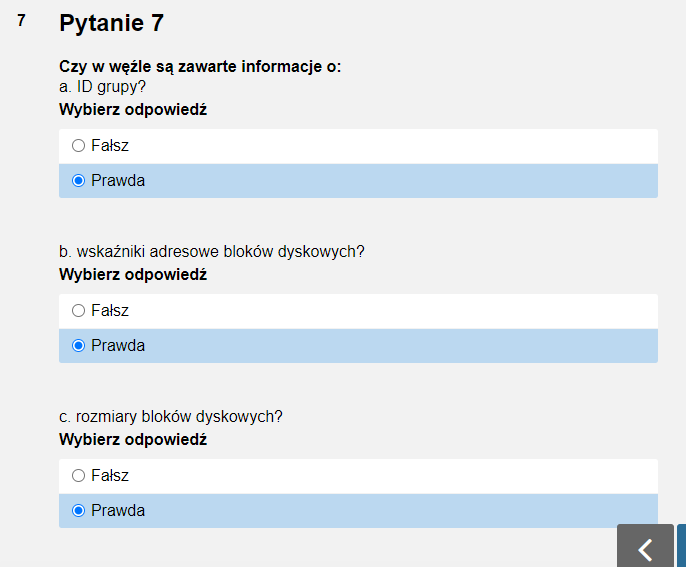 7 Pytanie 7
Czy w węźle są zawarte informacje o:
a. ID grupy?
Wybierz odpowiedź
Fałsz
Prawda
b. wskaźniki adresowe bloków dyskowych?
Wybierz odpowiedź
Fałsz
Prawda
c. rozmiary bloków dyskowych?
Wybierz odpowiedź
Fałsz
Prawda